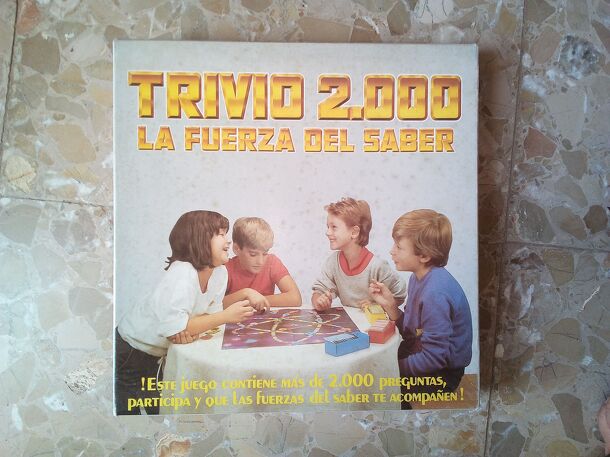 TRIVIO 2.000
LA FUERZA DEL SABER
!ESTE JUEGO CONTIENE MÁS DE 2.000 PREGUNTAS,
PARTICIPA Y QUE LAS FUERZAS DEL SABER TE ACOMPAÑEN!